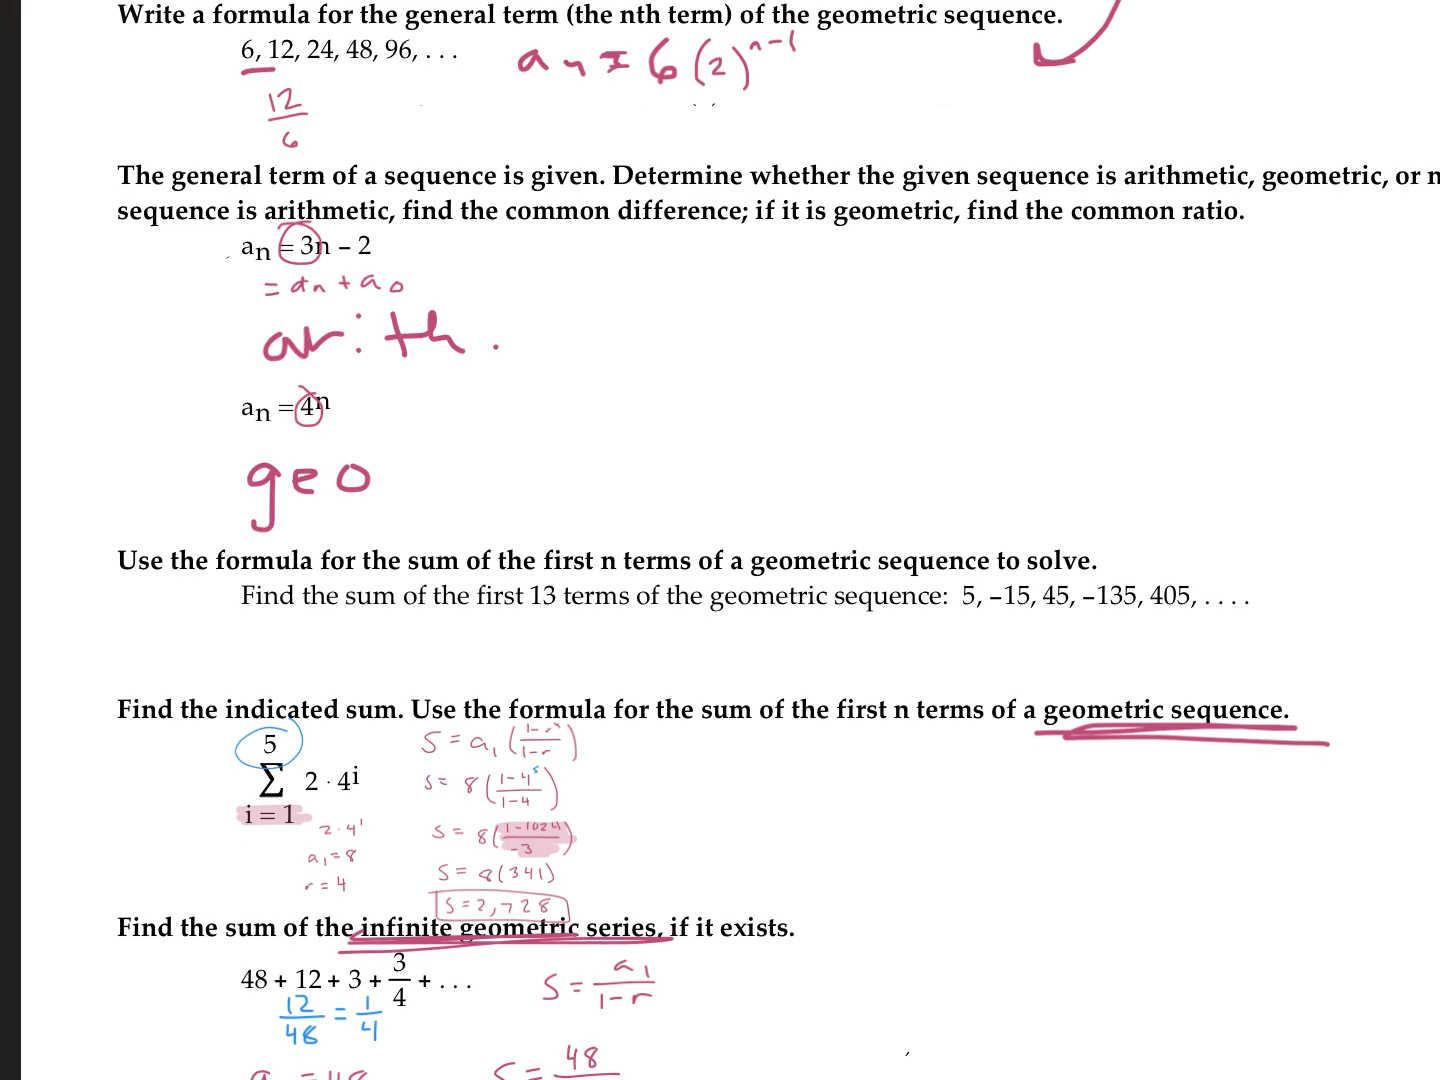 Write a formula for the general term (the nth term) of the geometric sequence.
6, 12, 24, 48, 96, . . .
aₙ = 6(2)ⁿ⁻¹
12/6
The general term of a sequence is given. Determine whether the given sequence is arithmetic, geometric, or
sequence is arithmetic, find the common difference; if it is geometric, find the common ratio.
aₙ = 3n – 2
= dn + a₀
arith.
aₙ = 4ⁿ
geo
Use the formula for the sum of the first n terms of a geometric sequence to solve.
Find the sum of the first 13 terms of the geometric sequence: 5, –15, 45, –135, 405, . . . .
Find the indicated sum. Use the formula for the sum of the first n terms of a geometric sequence.
5
Σ 2 · 4ⁱ
i = 1
2 · 4¹
a₁ = 8
r = 4
S = a₁((1 – rⁿ)/(1 – r))
S = 8((1 – 4⁵)/(1 – 4))
S = 8((1 – 1024)/–3)
S = 8(341)
S = 2,728
Find the sum of the infinite geometric series, if it exists.
48 + 12 + 3 + 3/4 + . . .
12/48 = 1/4
S = a₁/(1 – r)
S = 48